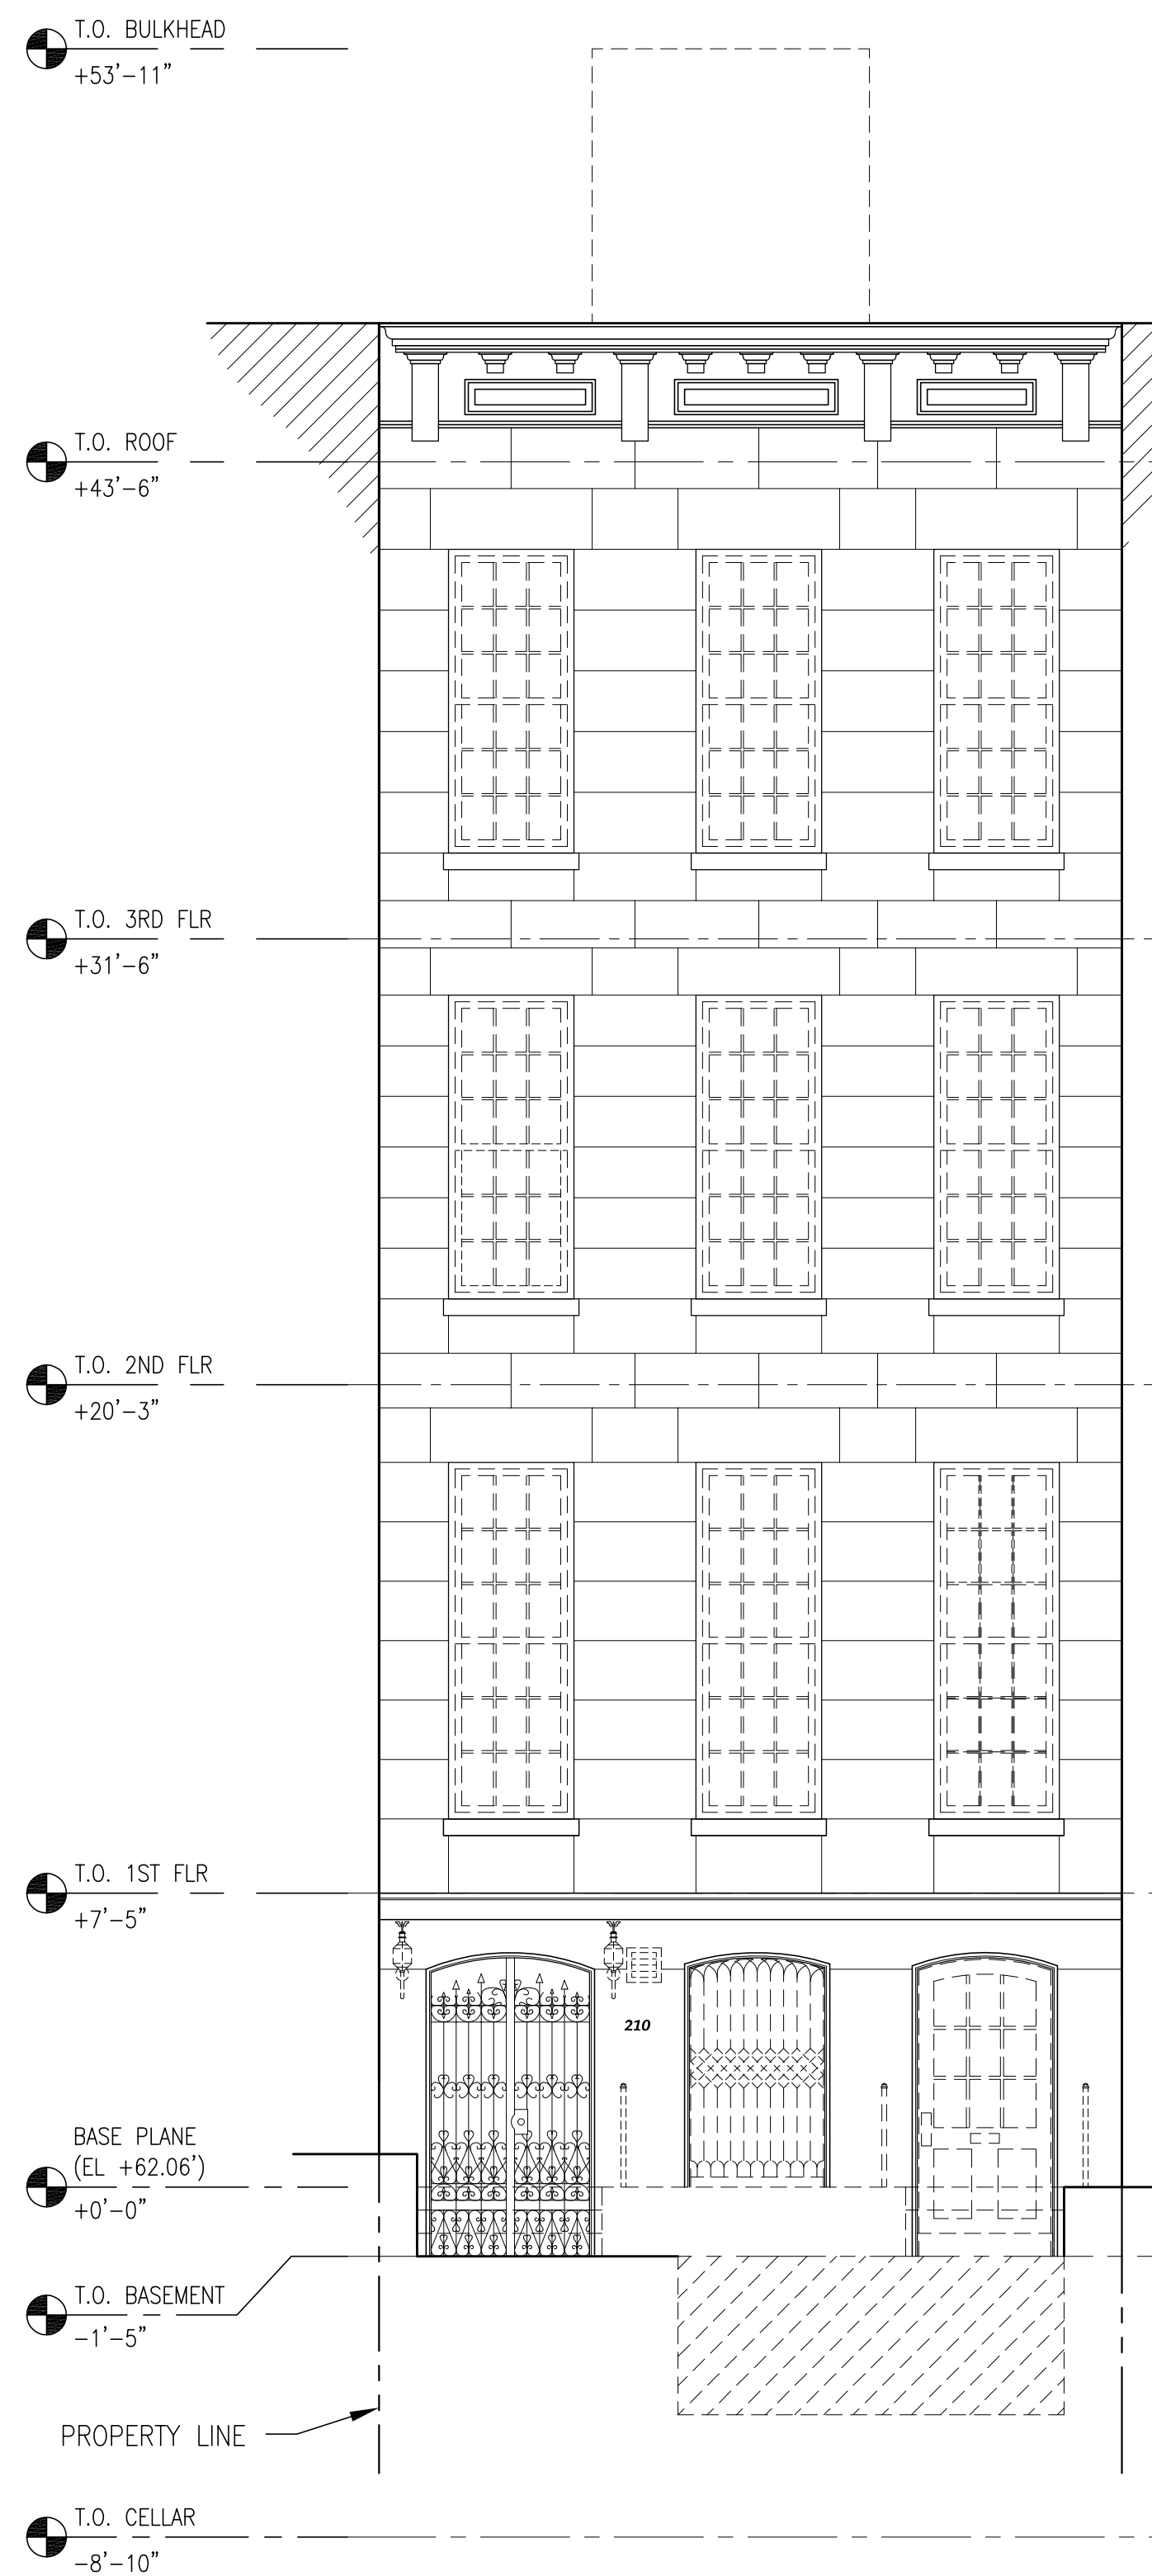 T.O. BULKHEAD
+53'-11"
T.O. ROOF
+43'-6"
T.O. 3RD FLR
+31'-6"
T.O. 2ND FLR
+20'-3"
T.O. 1ST FLR
+7'-5"
210
BASE PLANE
(EL +62.06')
+0'-0"
T.O. BASEMENT
-1'-5"
PROPERTY LINE
T.O. CELLAR
-8'-10"